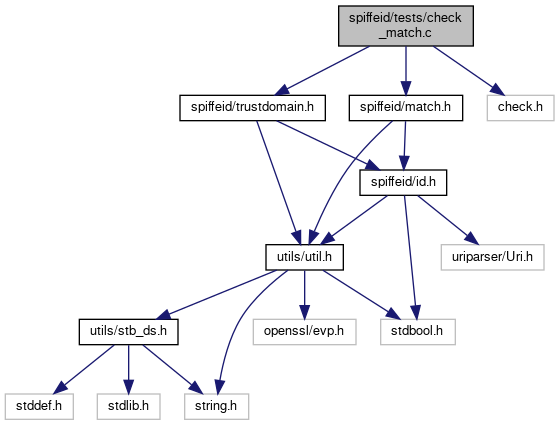 spiffeid/tests/check
_match.c
spiffeid/trustdomain.h
spiffeid/match.h
check.h
spiffeid/id.h
utils/util.h
uriparser/Uri.h
utils/stb_ds.h
openssl/evp.h
stdbool.h
stddef.h
stdlib.h
string.h